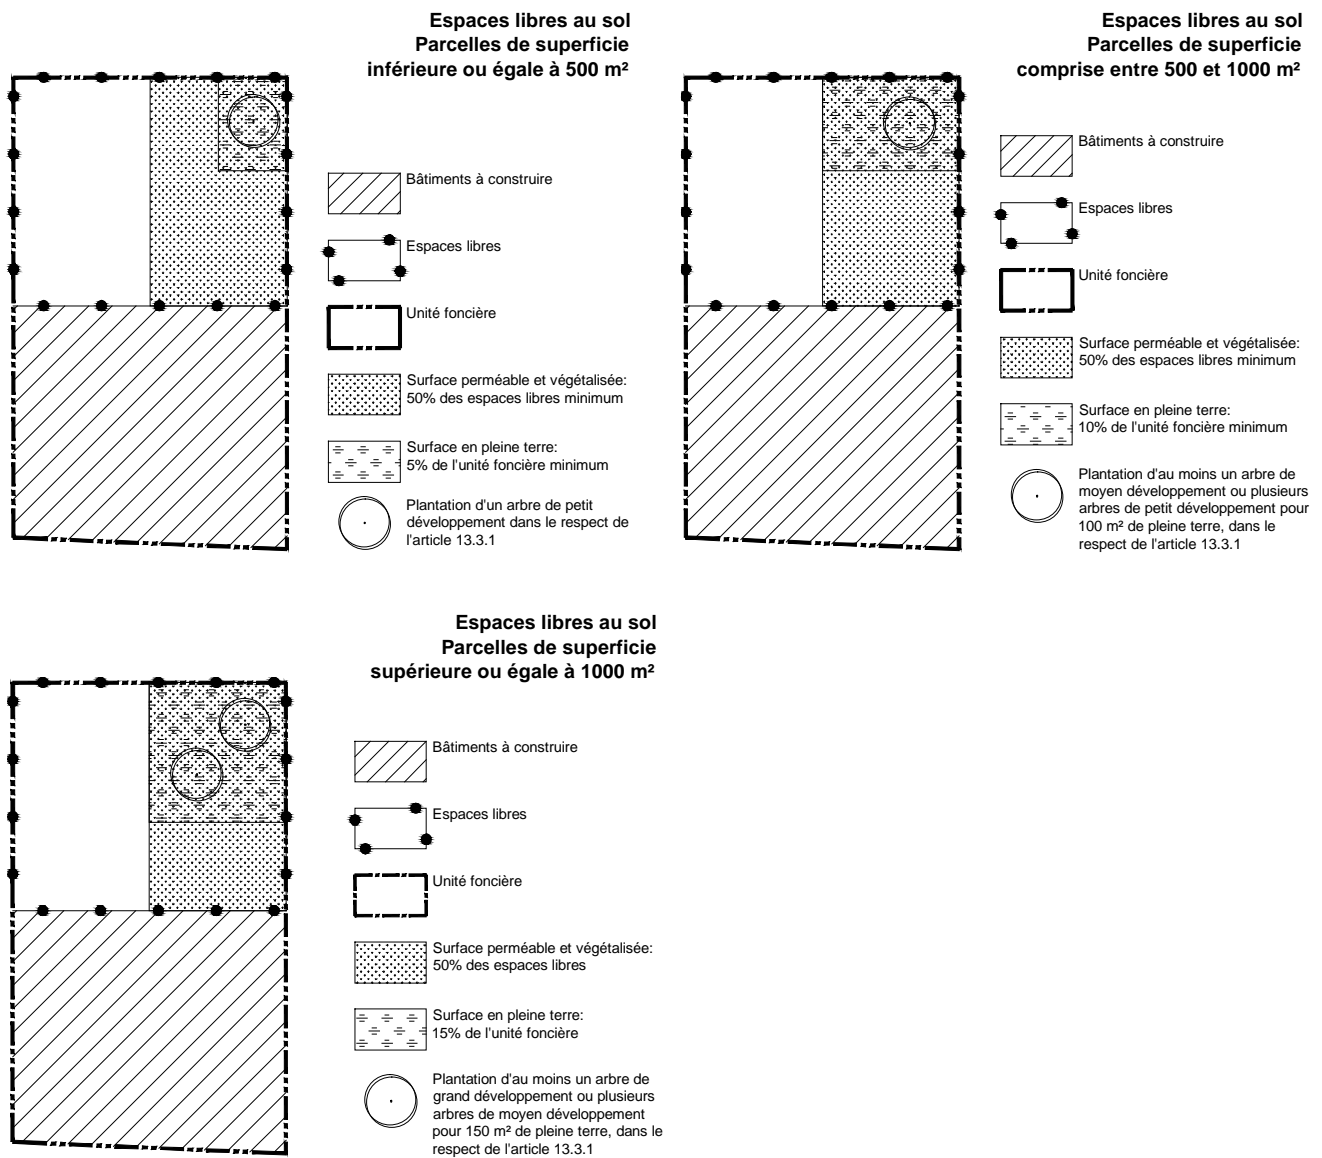 Espaces libres au sol
Parcelles de superficie
inférieure ou égale à 500 m²
Bâtiments à construire
Espaces libres
Unité foncière
Surface perméable et végétalisée:
50% des espaces libres minimum
Surface en pleine terre:
5% de l'unité foncière minimum
Plantation d'un arbre de petit
développement dans le respect de
l'article 13.3.1
Espaces libres au sol
Parcelles de superficie
comprise entre 500 et 1000 m²
Bâtiments à construire
Espaces libres
Unité foncière
Surface perméable et végétalisée:
50% des espaces libres minimum
Surface en pleine terre:
10% de l'unité foncière minimum
Plantation d'au moins un arbre de
moyen développement ou plusieurs
arbres de petit développement pour
100 m² de pleine terre, dans le
respect de l'article 13.3.1
Espaces libres au sol
Parcelles de superficie
supérieure ou égale à 1000 m²
Bâtiments à construire
Espaces libres
Unité foncière
Surface perméable et végétalisée:
50% des espaces libres
Surface en pleine terre:
15% de l'unité foncière
Plantation d'au moins un arbre de
grand développement ou plusieurs
arbres de moyen développement
pour 150 m² de pleine terre, dans le
respect de l'article 13.3.1